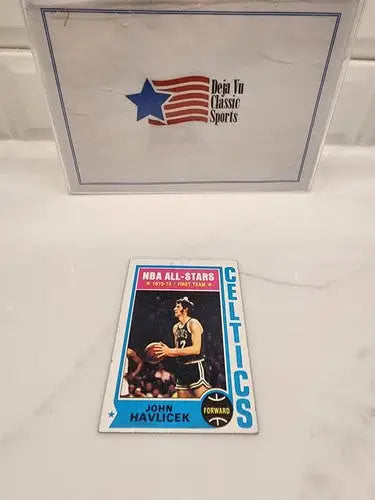 Deja Vu
Classic
Sports
NBA ALL-STARS
★ 1973-74 / FIRST TEAM ★
CELTICS
JOHN
HAVLICEK
FORWARD